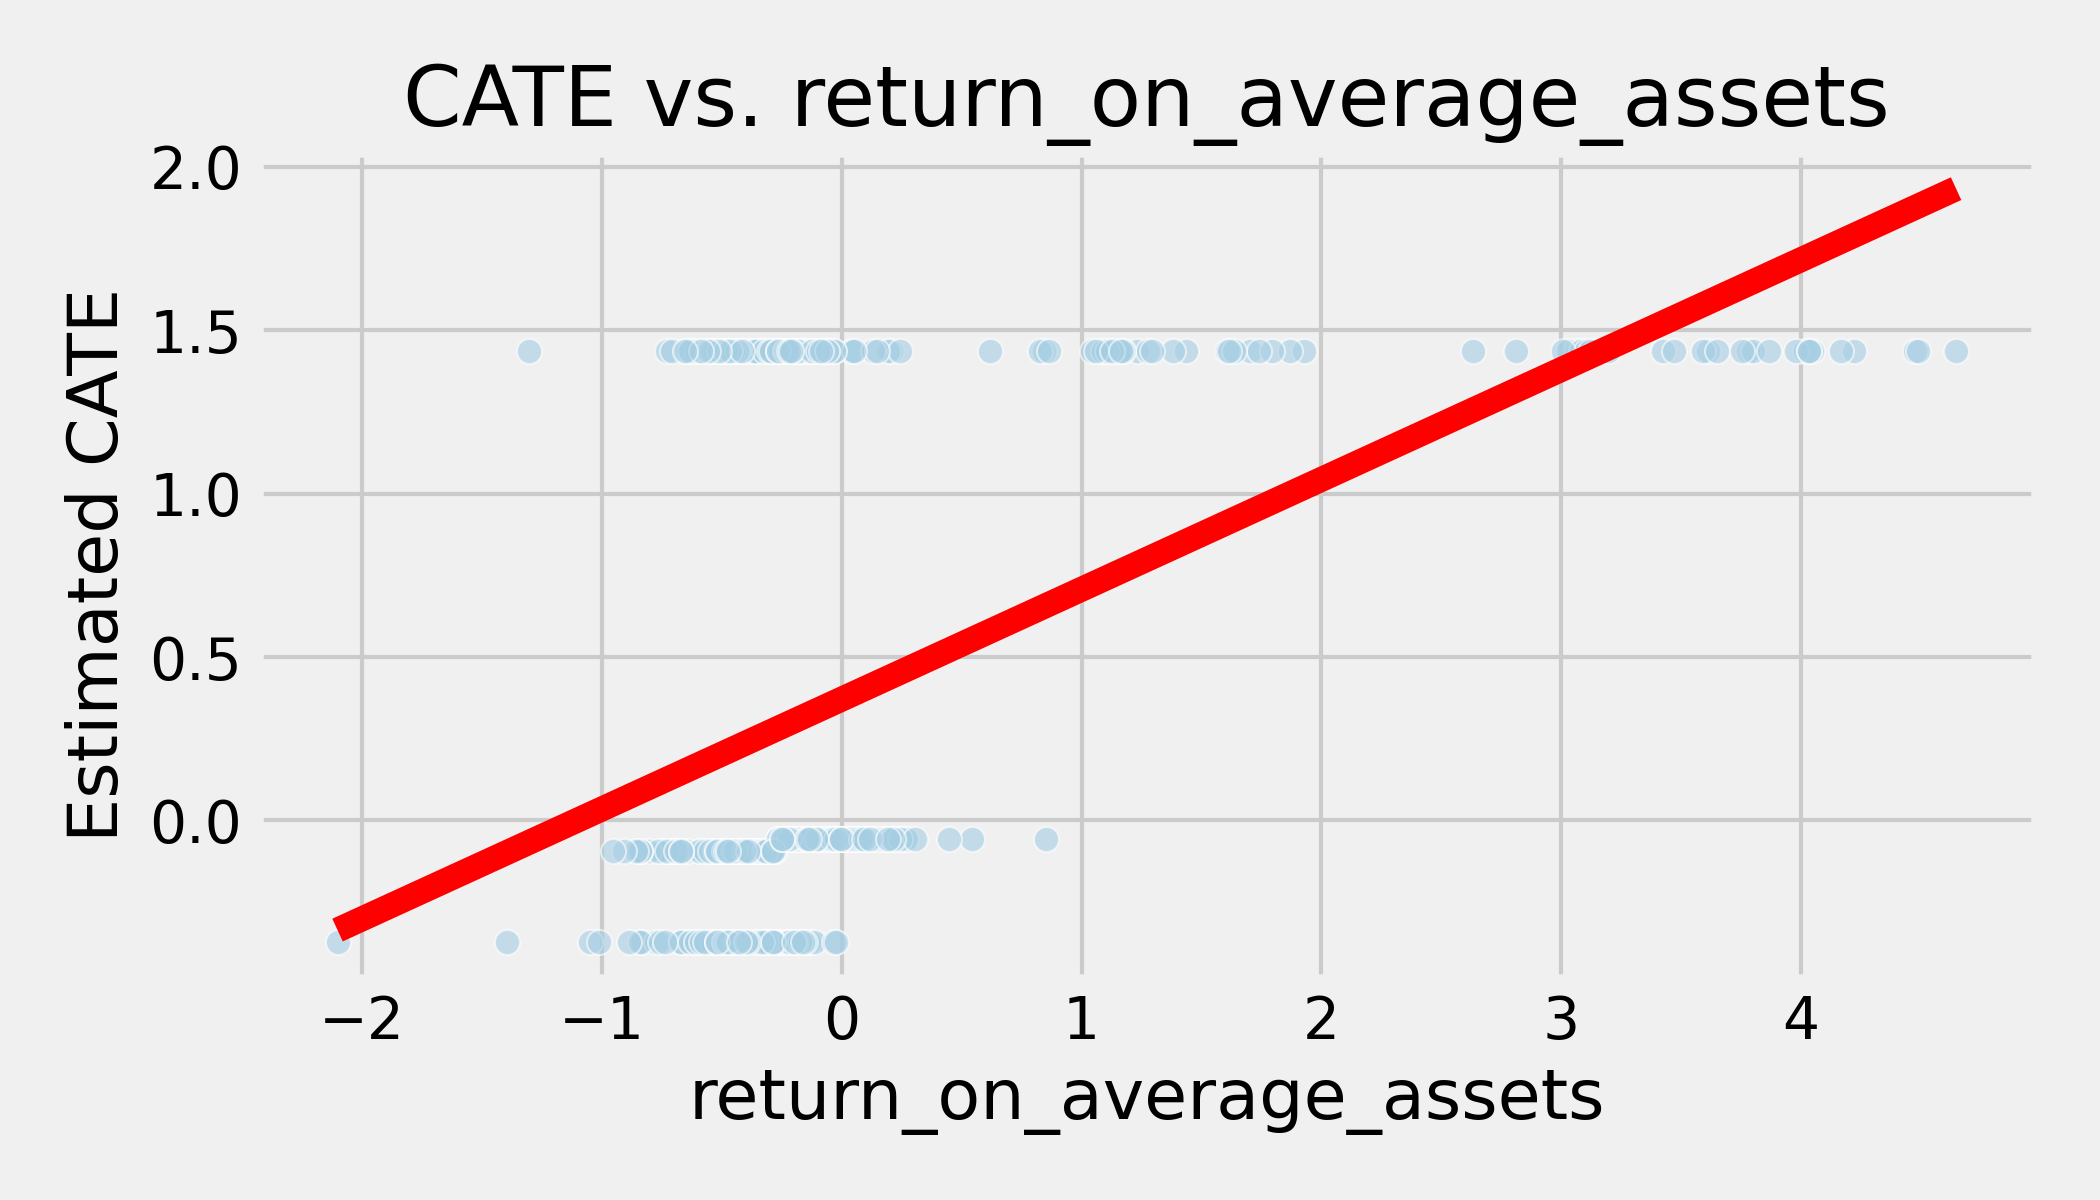 CATE vs. return_on_average_assets
2.0
1.5
1.0
0.5
0.0
Estimated CATE
−2 −1 0 1 2 3 4
return_on_average_assets